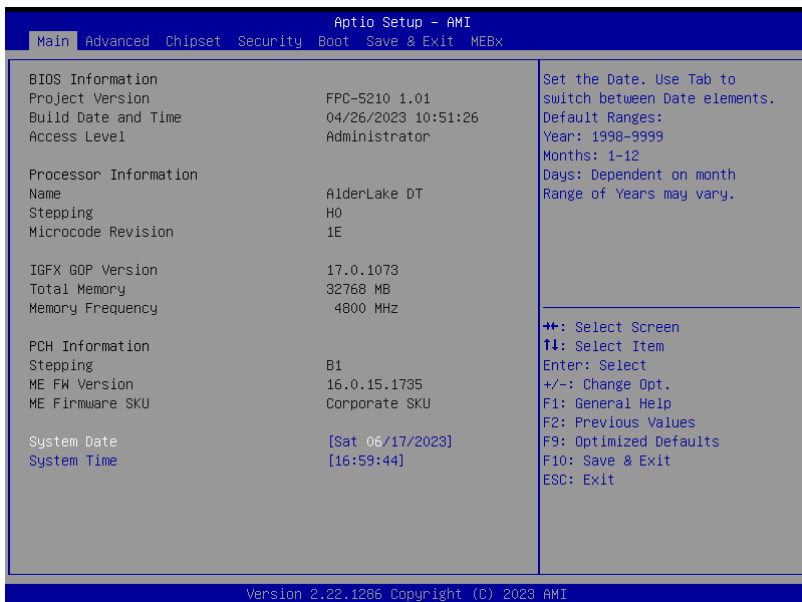 Aptio Setup – AMI
Main Advanced Chipset Security Boot Save & Exit MEBx
BIOS Information
Project Version FPC-5210 1.01
Build Date and Time 04/26/2023 10:51:26
Access Level Administrator
Processor Information
Name AlderLake DT
Stepping H0
Microcode Revision 1E
IGFX GOP Version 17.0.1073
Total Memory 32768 MB
Memory Frequency 4800 MHz
PCH Information
Stepping B1
ME FW Version 16.0.15.1735
ME Firmware SKU Corporate SKU
System Date [Sat 06/17/2023]
System Time [16:59:44]
Set the Date. Use Tab to
switch between Date elements.
Default Ranges:
Year: 1998-9999
Months: 1-12
Days: Dependent on month
Range of Years may vary.
→←: Select Screen
↑↓: Select Item
Enter: Select
+/-: Change Opt.
F1: General Help
F2: Previous Values
F9: Optimized Defaults
F10: Save & Exit
ESC: Exit
Version 2.22.1286 Copyright (C) 2023 AMI